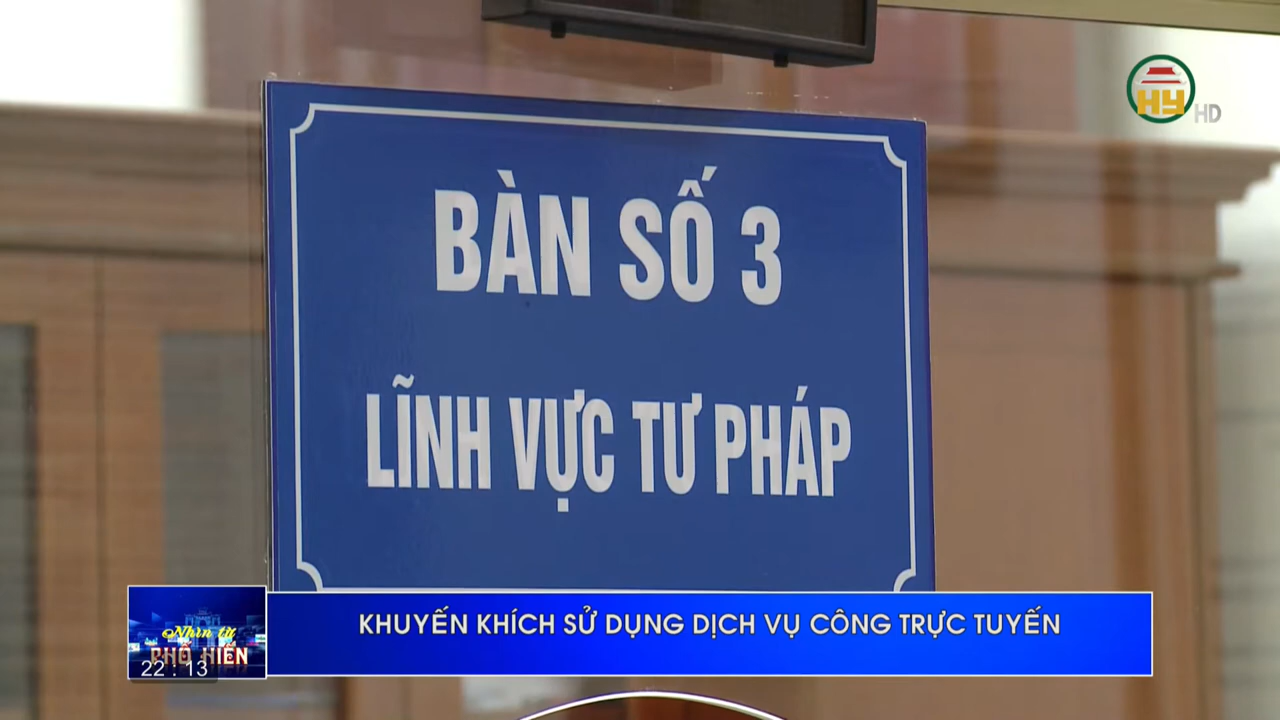 HY HD
BÀN SỐ 3
LĨNH VỰC TƯ PHÁP
KHUYẾN KHÍCH SỬ DỤNG DỊCH VỤ CÔNG TRỰC TUYẾN
Nhìn từ
PHỐ HIẾN
22 : 13